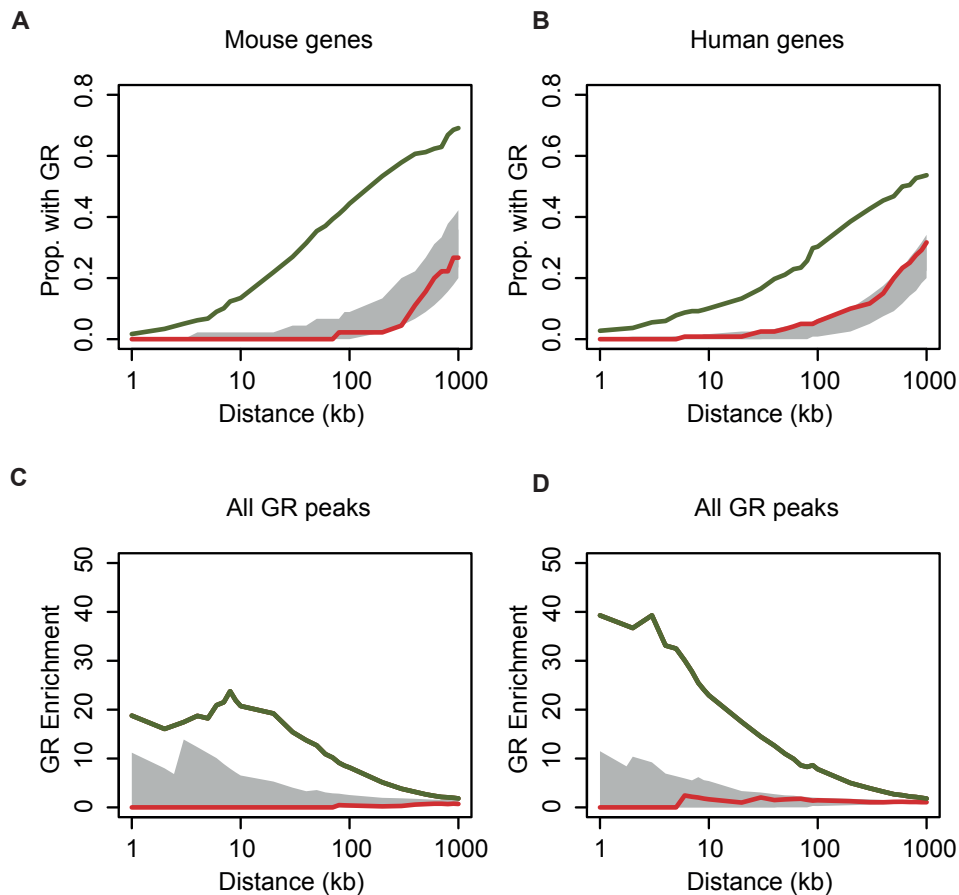 A
Mouse genes
Prop. with GR
0.0 0.2 0.4 0.6 0.8
1 10 100 1000
Distance (kb)
B
Human genes
Prop. with GR
0.0 0.2 0.4 0.6 0.8
1 10 100 1000
Distance (kb)
C
All GR peaks
GR Enrichment
0 10 20 30 40 50
1 10 100 1000
Distance (kb)
D
All GR peaks
GR Enrichment
0 10 20 30 40 50
1 10 100 1000
Distance (kb)